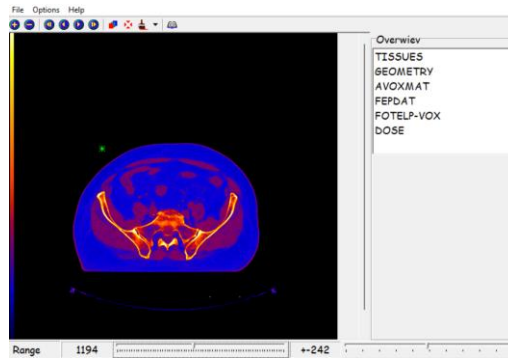 File Options Help
Overwiev
TISSUES
GEOMETRY
AVOXMAT
FEPDAT
FOTELP-VOX
DOSE
Range 1194 +-242